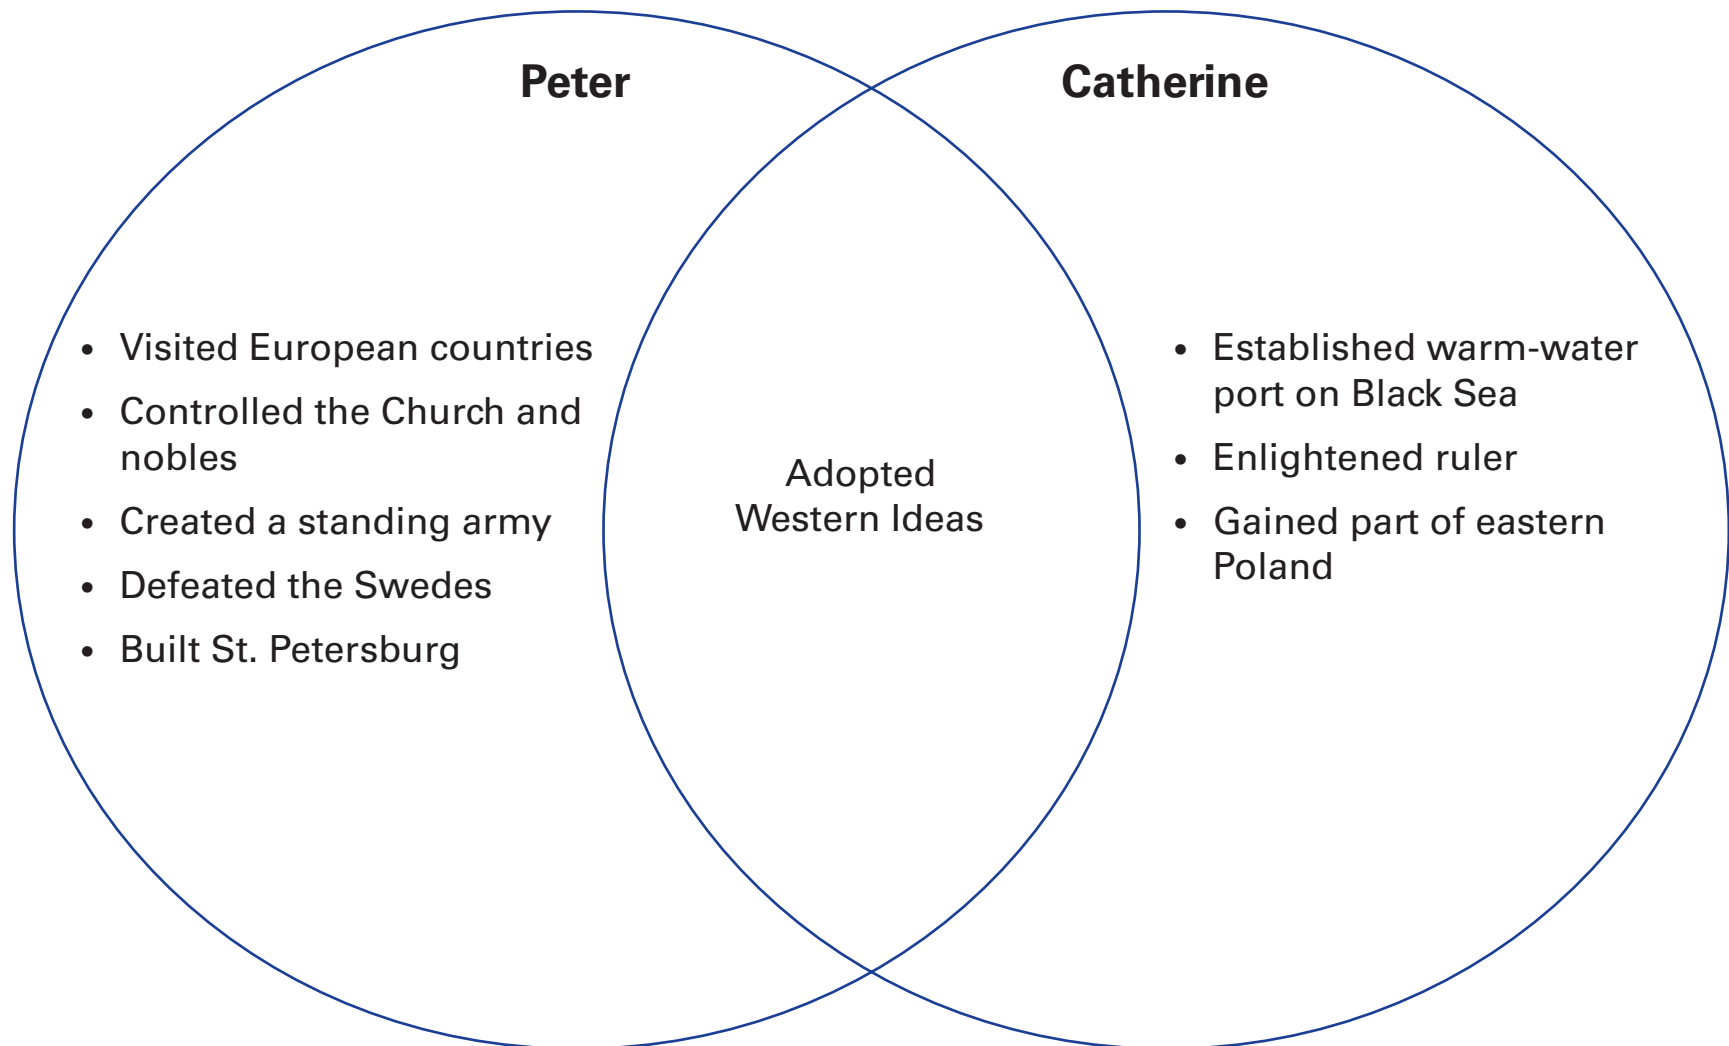 Peter
Catherine
• Visited European countries
• Controlled the Church and
nobles
• Created a standing army
• Defeated the Swedes
• Built St. Petersburg
Adopted
Western Ideas
• Established warm-water
port on Black Sea
• Enlightened ruler
• Gained part of eastern
Poland